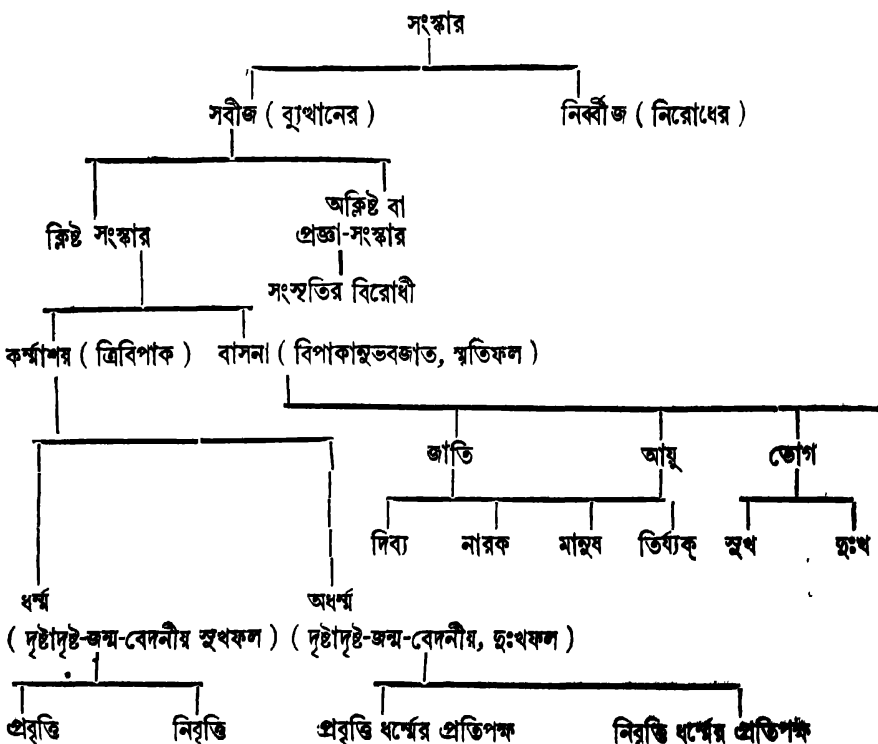 সংস্কার
সবীজ ( ব্যুত্থানের )
নির্ব্বীজ ( নিরোধের )
অক্লিষ্ট বা
ক্লিষ্ট সংস্কার
প্রজ্ঞা-সংস্কার
সংসৃতির বিরোধী
কর্ম্মাশয় ( ত্রিবিপাক )
বাসনা ( বিপাকানুভবজাত, স্মৃতিফল )
জাতি
আয়ু
ভোগ
দিব্য
নারক
মানুষ
তির্য্যক্
সুখ
দুঃখ
ধর্ম্ম
অধর্ম্ম
( দৃষ্টাদৃষ্ট-জন্ম-বেদনীয় সুখফল )
( দৃষ্টাদৃষ্ট-জন্ম-বেদনীয়, দুঃখফল )
প্রবৃত্তি
নিবৃত্তি
প্রবৃত্তি ধর্ম্মের প্রতিপক্ষ
নিবৃত্তি ধর্ম্মের প্রতিপক্ষ